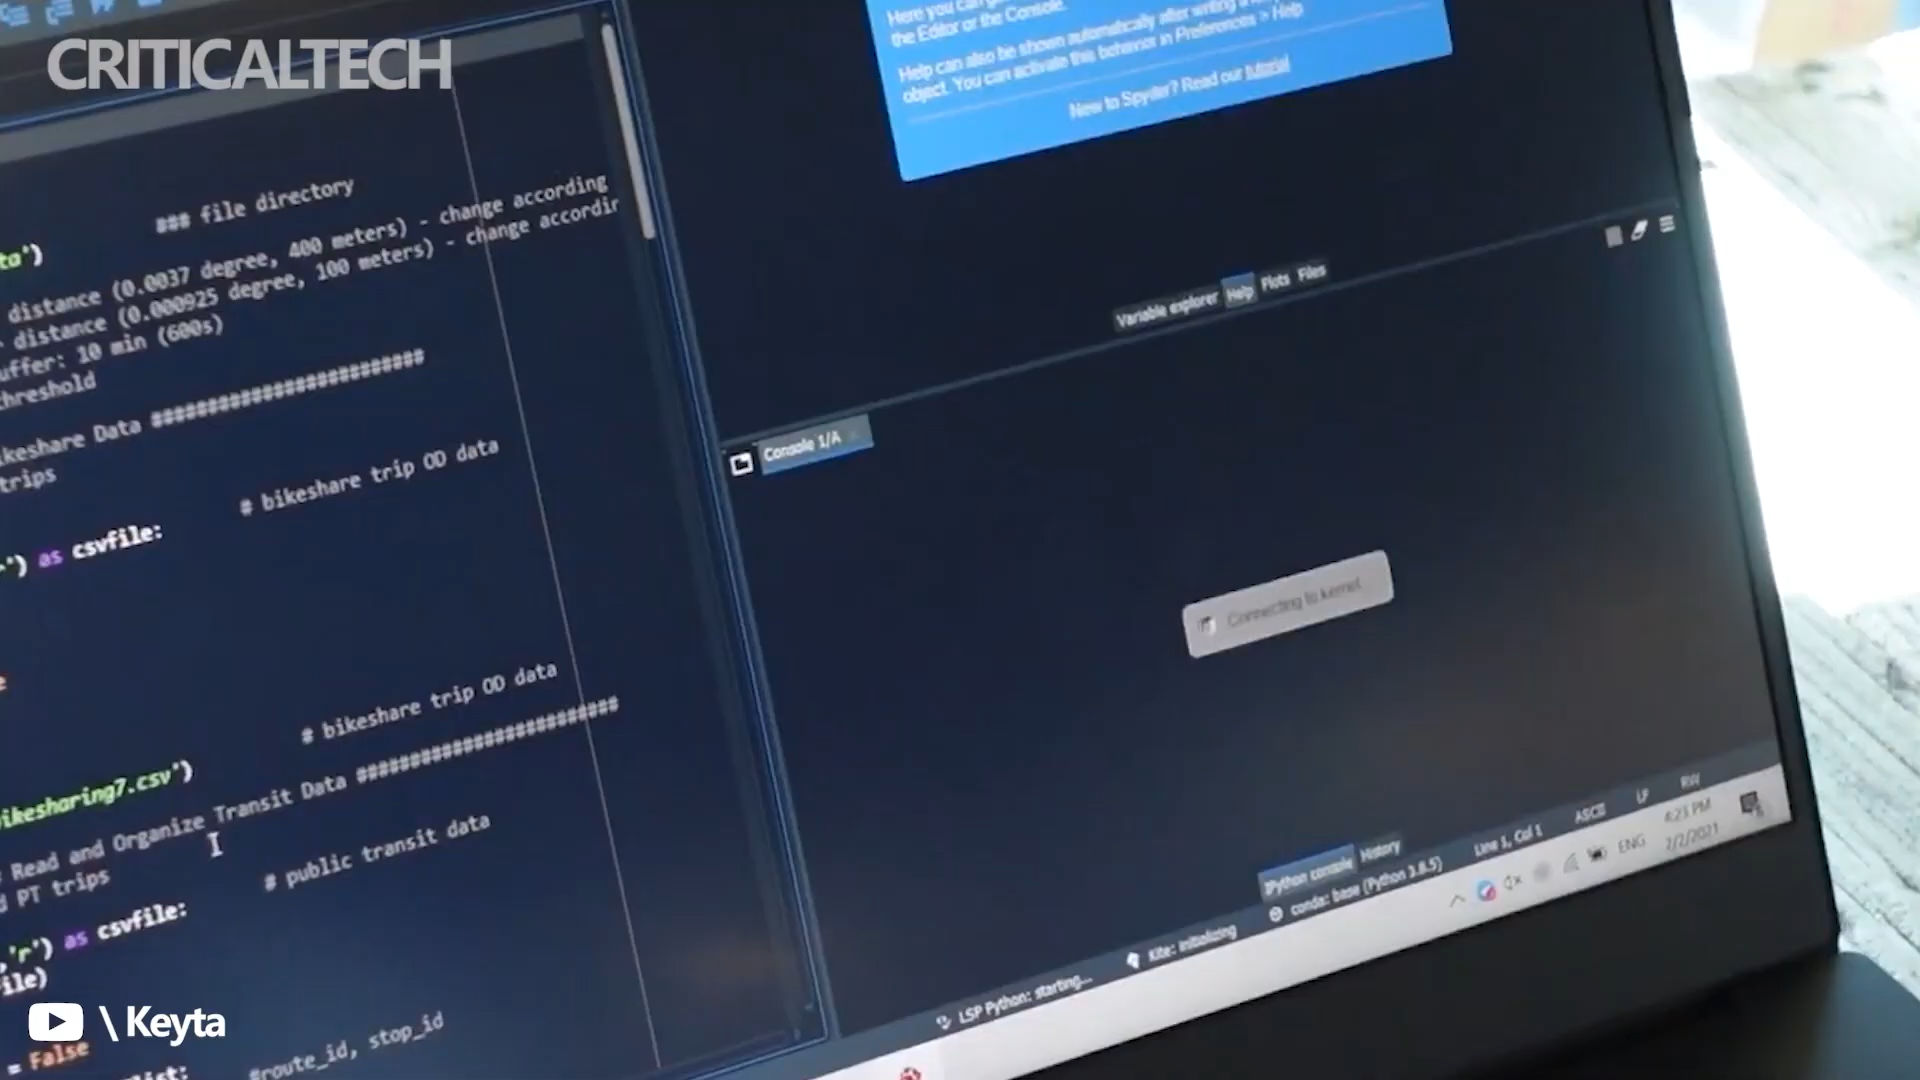 CRITICALTECH
### file directory
ta')
distance (0.0037 degree, 400 meters) - change according
distance (0.000925 degree, 100 meters) - change accordin
uffer: 10 min (600s)
threshold
ikeshare Data ##########################
trips
# bikeshare trip OD data
') as csvfile:
# bikeshare trip OD data
ikesharing7.csv')
Read and Organize Transit Data ##########################
d PT trips
# public transit data
,'r') as csvfile:
ile)
= False
list:
#route_id, stop_id
Here you can
the Editor or the Console.
Help can also be shown automatically after writing a
object. You can activate this behavior in Preferences > Help
New to Spyder? Read our tutorial
Variable explorer Help Plots Files
Console 1/A
Connecting to kernel
IPython console History
LSP Python: starting... Kite: initializing conda: base (Python 3.8.5) Line 1, Col 1 ASCII LF RW
ENG
4:23 PM
2/2/2021
\ Keyta